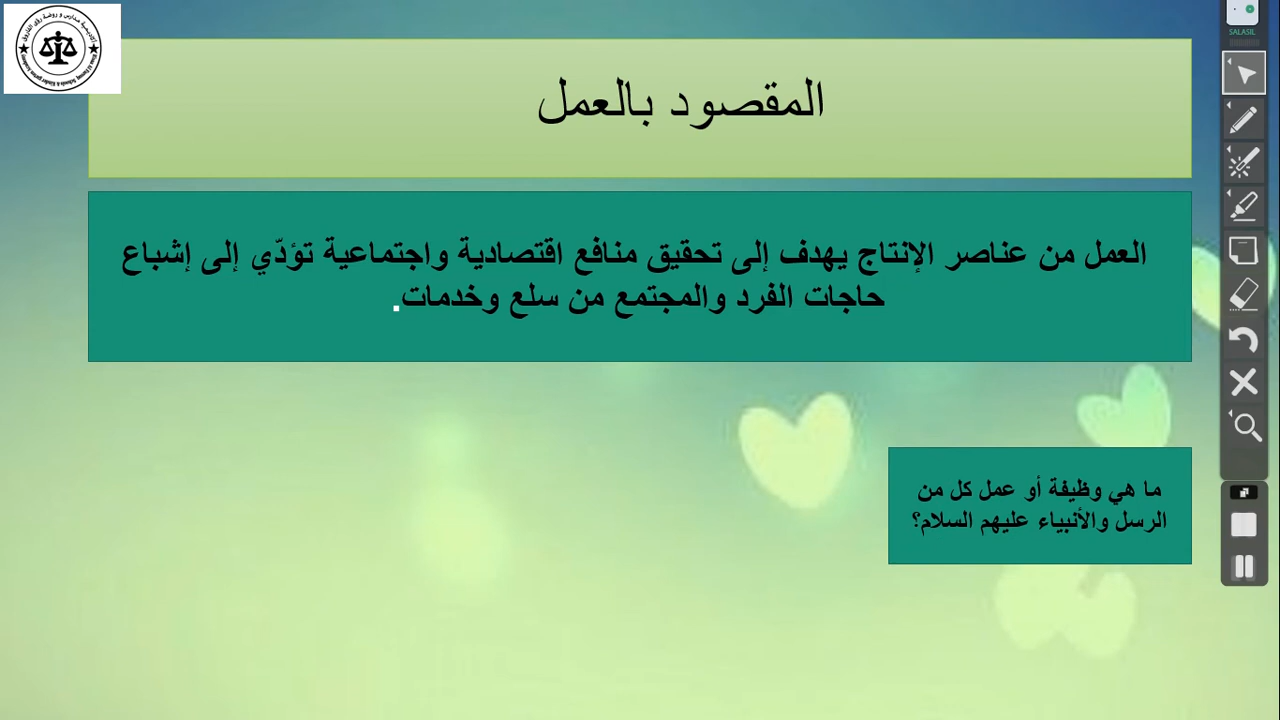 المقصود بالعمل
العمل من عناصر الإنتاج يهدف إلى تحقيق منافع اقتصادية واجتماعية تؤدّي إلى إشباع
حاجات الفرد والمجتمع من سلع وخدمات.
ما هي وظيفة أو عمل كل من
الرسل والأنبياء عليهم السلام؟
SALASIL